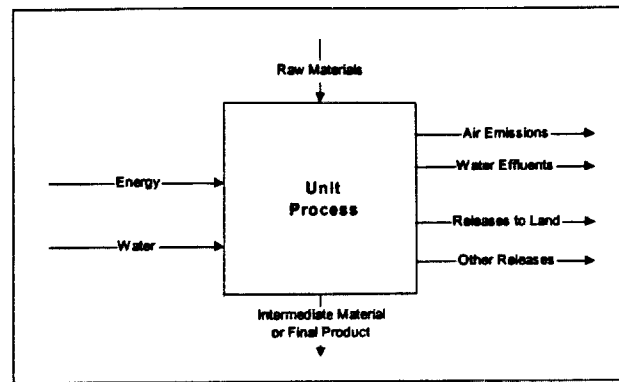 Raw Materials
Air Emissions
Water Effluents
Energy
Unit
Process
Releases to Land
Water
Other Releases
Intermediate Material
or Final Product